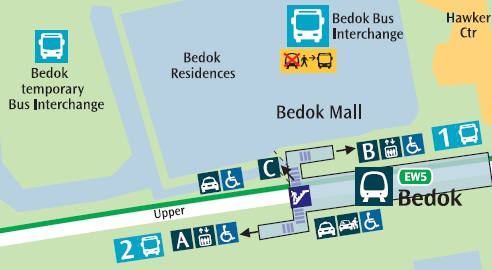 Bedok Bus
Interchange
Hawker
Ctr
Bedok
temporary
Bus Interchange
Bedok
Residences
Bedok Mall
B
1
C
EW5
Bedok
Upper
2
A